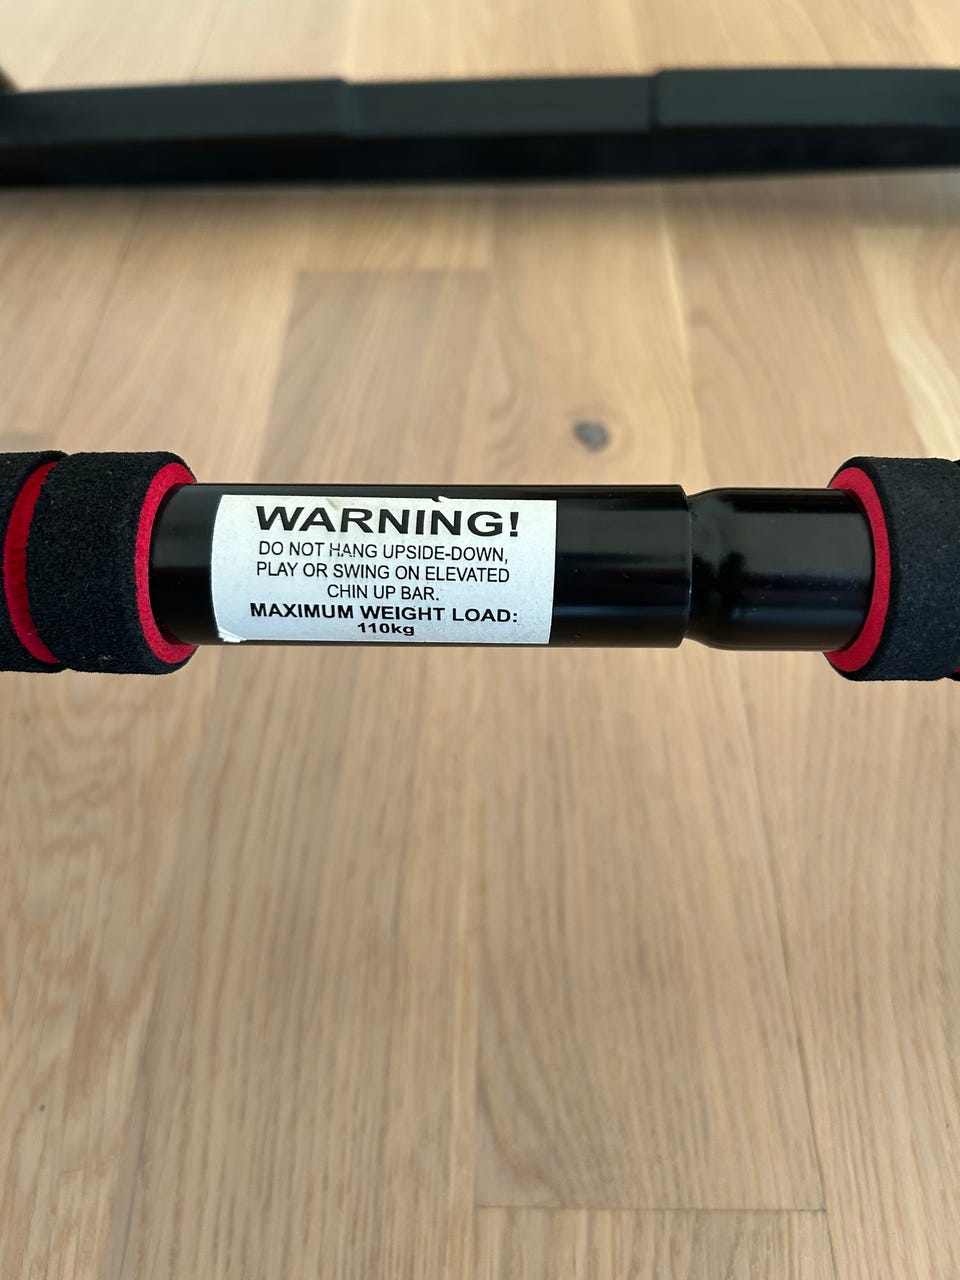 WARNING!
DO NOT HANG UPSIDE-DOWN,
PLAY OR SWING ON ELEVATED
CHIN UP BAR.
MAXIMUM WEIGHT LOAD:
110kg